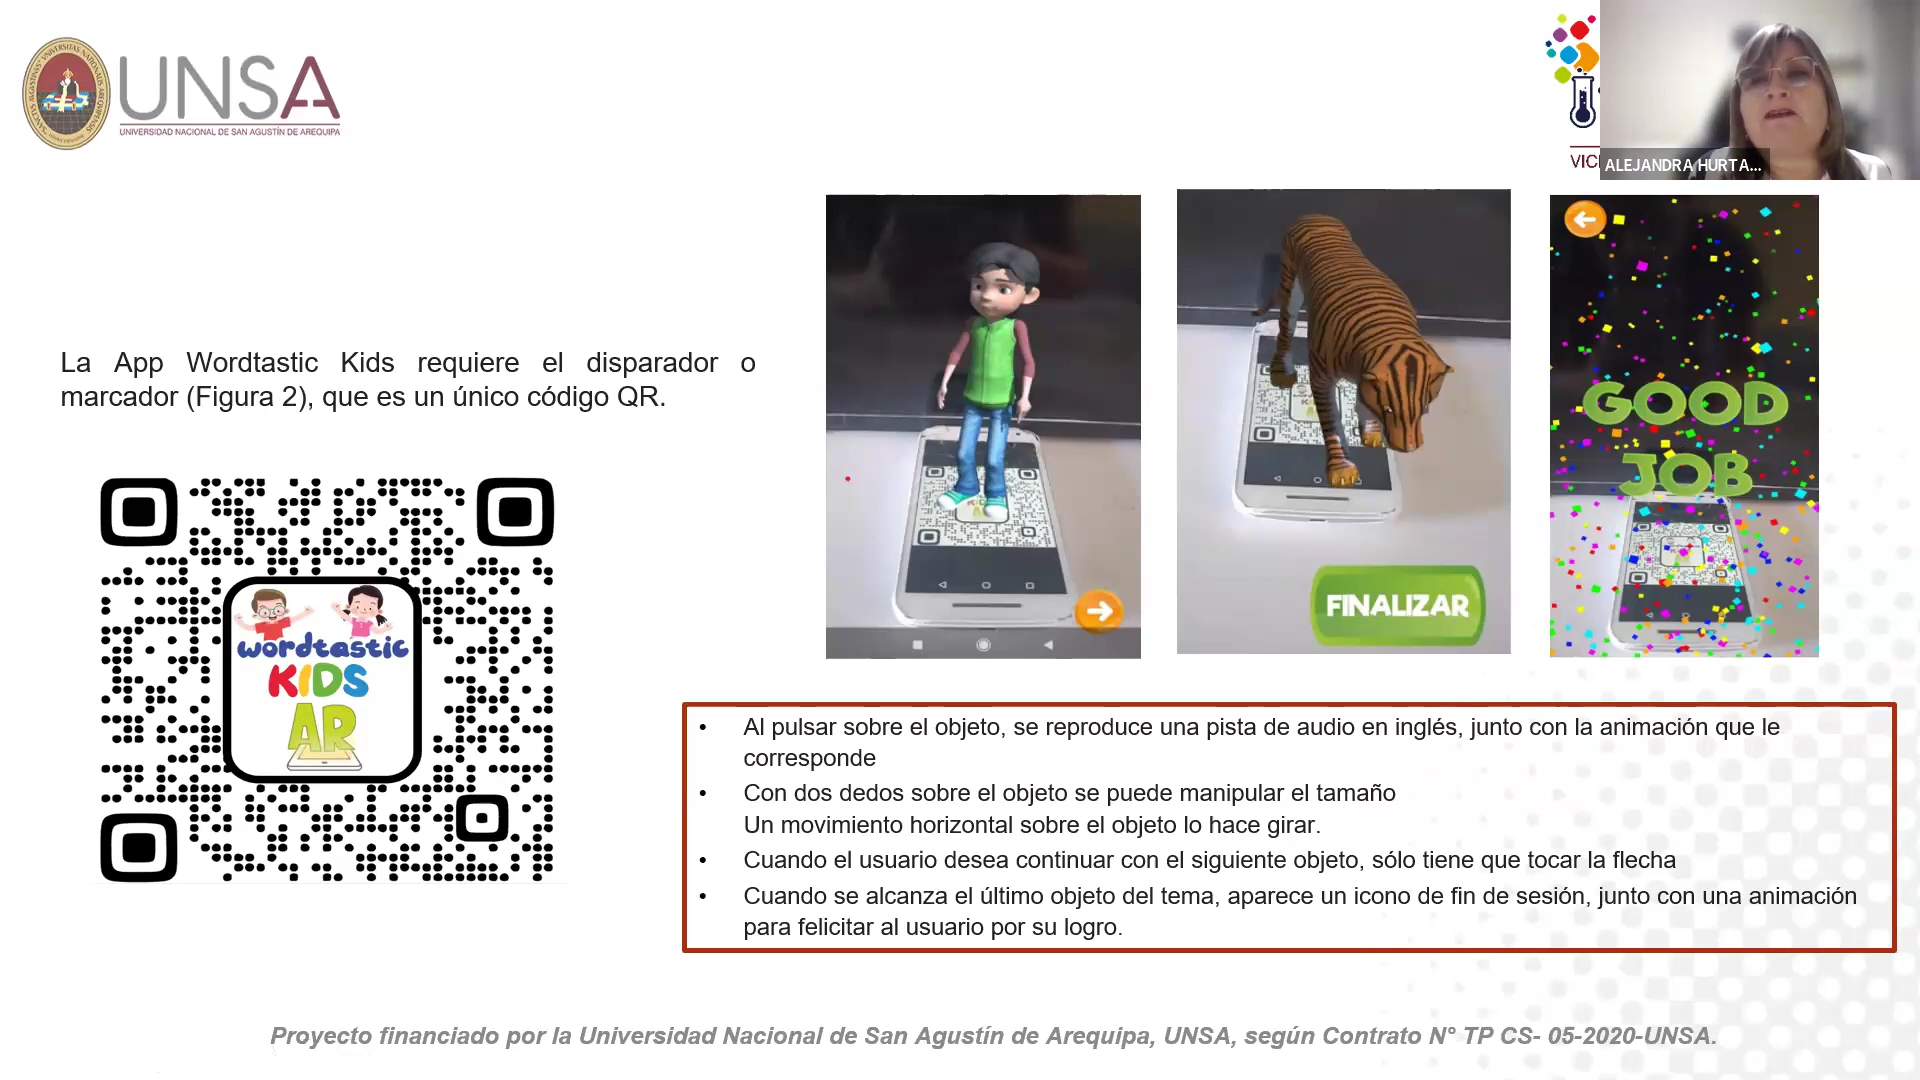 UNSA
UNIVERSIDAD NACIONAL DE SAN AGUSTÍN DE AREQUIPA
ALEJANDRA HURTA...
La App Wordtastic Kids requiere el disparador o
marcador (Figura 2), que es un único código QR.
wordtastic
KIDS
AR
FINALIZAR
GOOD
JOB
• Al pulsar sobre el objeto, se reproduce una pista de audio en inglés, junto con la animación que le
corresponde
• Con dos dedos sobre el objeto se puede manipular el tamaño
Un movimiento horizontal sobre el objeto lo hace girar.
• Cuando el usuario desea continuar con el siguiente objeto, sólo tiene que tocar la flecha
• Cuando se alcanza el último objeto del tema, aparece un icono de fin de sesión, junto con una animación
para felicitar al usuario por su logro.
Proyecto financiado por la Universidad Nacional de San Agustín de Arequipa, UNSA, según Contrato N° TP CS- 05-2020-UNSA.